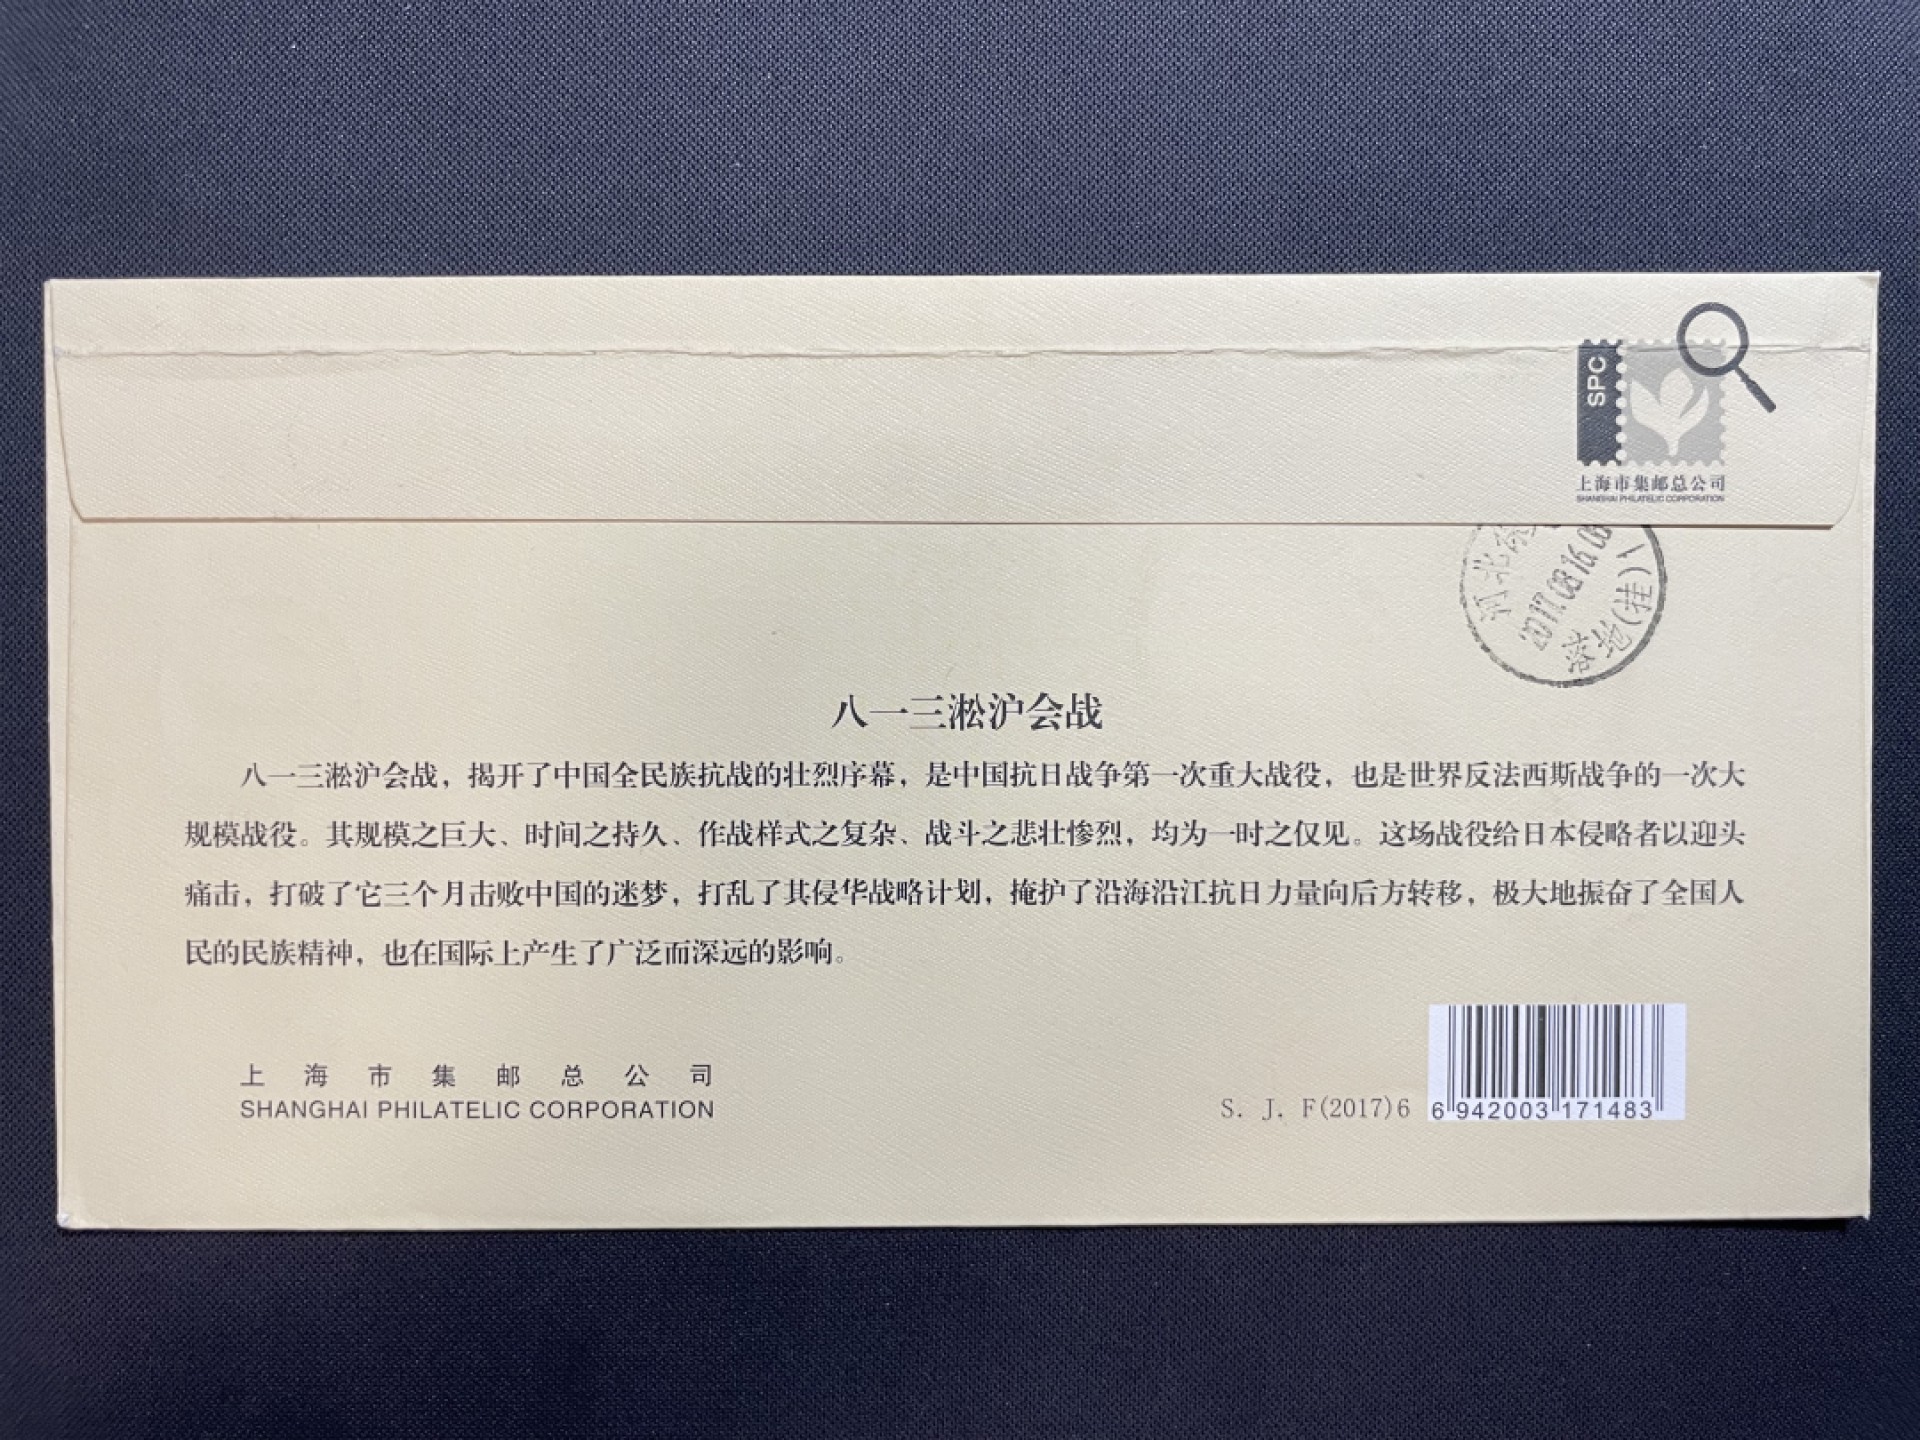 SPC
上海市集邮总公司
SHANGHAI PHILATELIC CORPORATION
河北
2017.08.16.08
(挂)
落地
八一三淞沪会战
八一三淞沪会战，揭开了中国全民族抗战的壮烈序幕，是中国抗日战争第一次重大战役，也是世界反法西斯战争的一次大
规模战役。其规模之巨大、时间之持久、作战样式之复杂、战斗之悲壮惨烈，均为一时之仅见。这场战役给日本侵略者以迎头
痛击，打破了它三个月击败中国的迷梦，打乱了其侵华战略计划，掩护了沿海沿江抗日力量向后方转移，极大地振奋了全国人
民的民族精神，也在国际上产生了广泛而深远的影响。
上海市集邮总公司
SHANGHAI PHILATELIC CORPORATION
S. J. F(2017)6
6 942003 171483